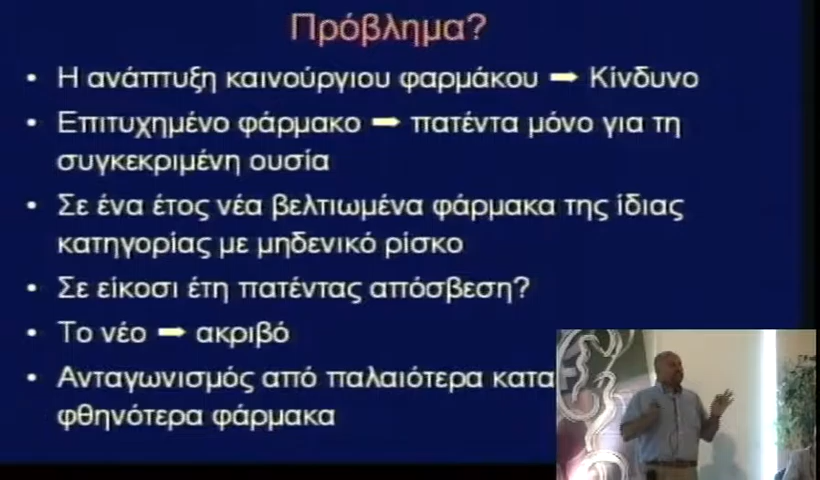 Πρόβλημα?
• Η ανάπτυξη καινούργιου φαρμάκου ➡ Κίνδυνο
• Επιτυχημένο φάρμακο ➡ πατέντα μόνο για τη
συγκεκριμένη ουσία
• Σε ένα έτος νέα βελτιωμένα φάρμακα της ίδιας
κατηγορίας με μηδενικό ρίσκο
• Σε είκοσι έτη πατέντας απόσβεση?
• Το νέο ➡ ακριβό
• Ανταγωνισμός από παλαιότερα κατα
φθηνότερα φάρμακα